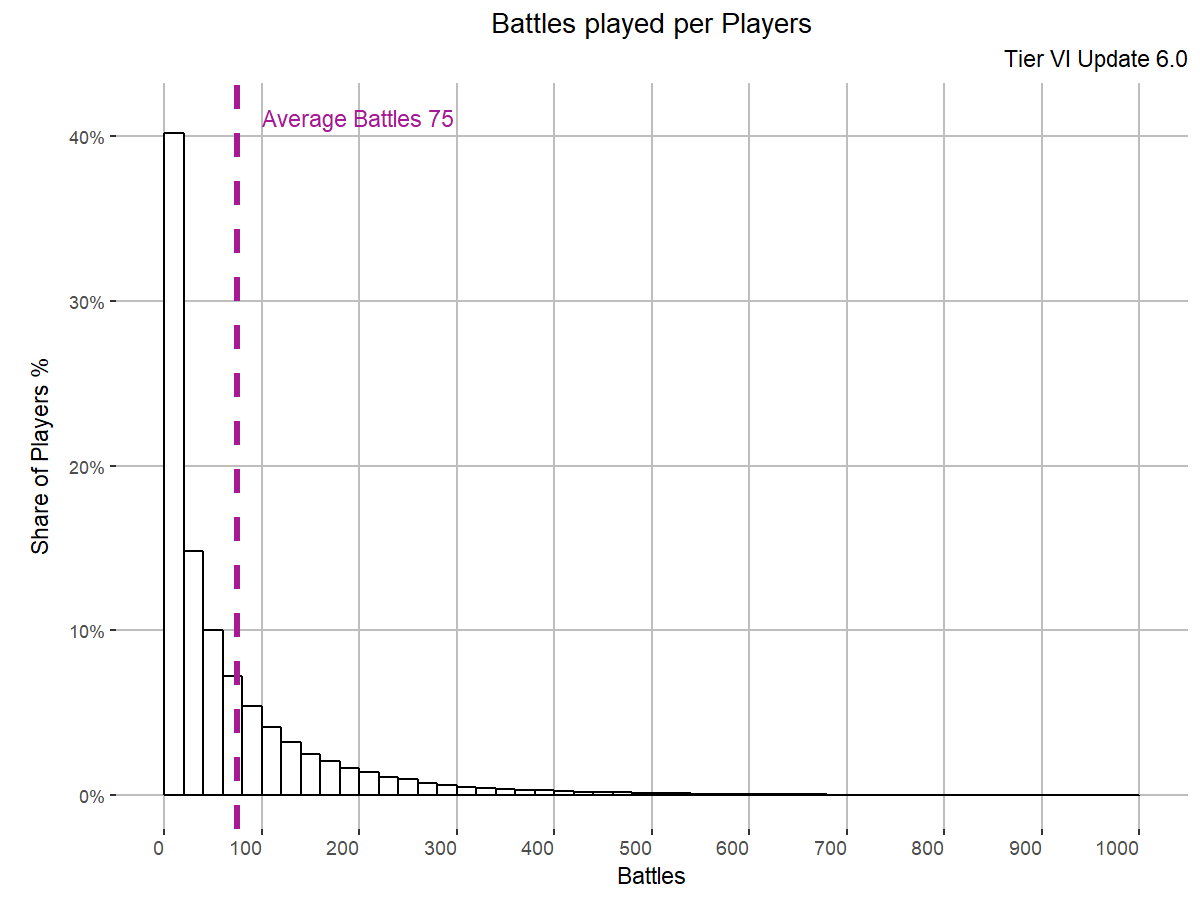 Battles played per Players
Tier VI Update 6.0
Average Battles 75
40%
30%
20%
10%
0%
Share of Players %
0 100 200 300 400 500 600 700 800 900 1000
Battles